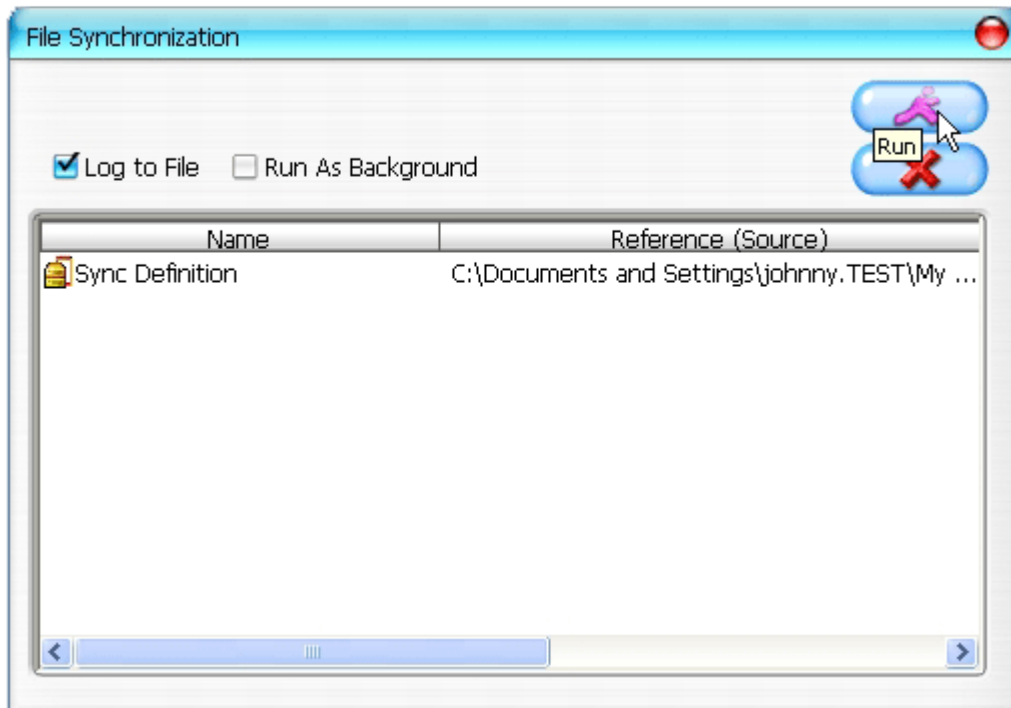 File Synchronization
Run
Log to File Run As Background
Name Reference (Source)
Sync Definition C:\Documents and Settings\johnny.TEST\My ...